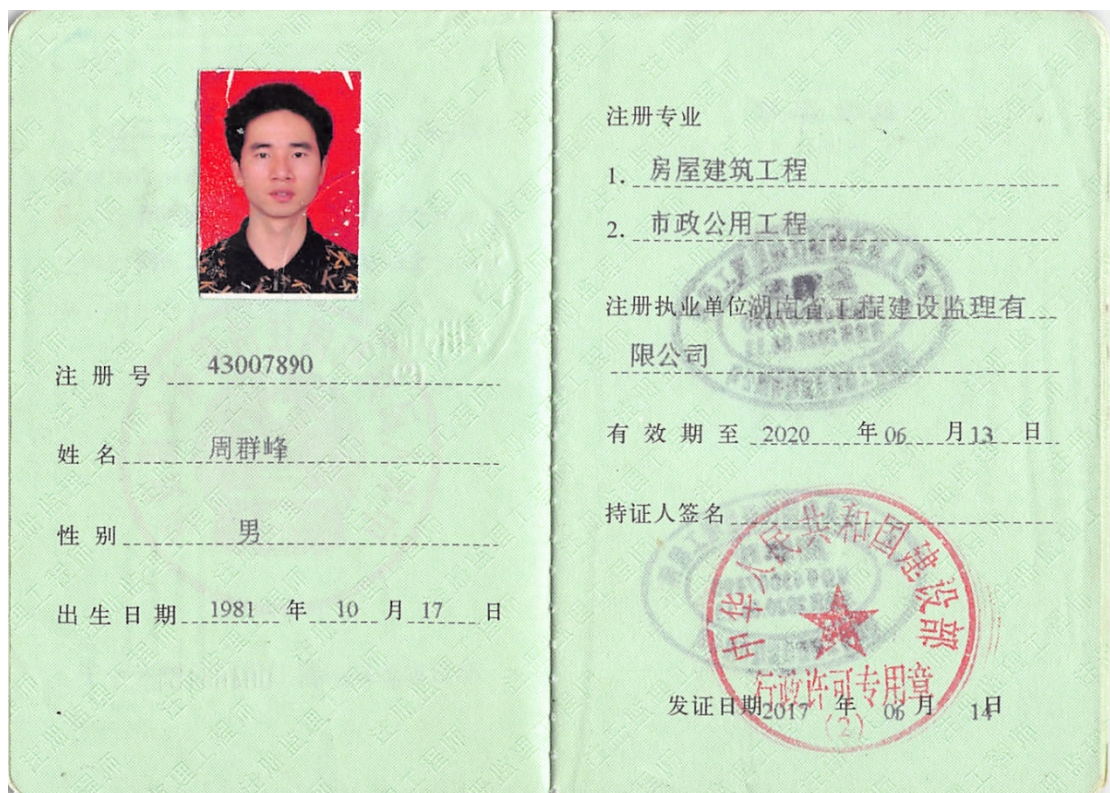 注册号 43007890
姓名 周群峰
性别 男
出生日期 1981 年 10 月 17 日
注册专业
1. 房屋建筑工程
2. 市政公用工程
注册执业单位 湖南省工程建设监理有
限公司
有效期至 2020 年 06 月 13 日
持证人签名
中华人民共和国建设部
行政许可专用章
(2)
发证日期 2017 年 06 月 14 日